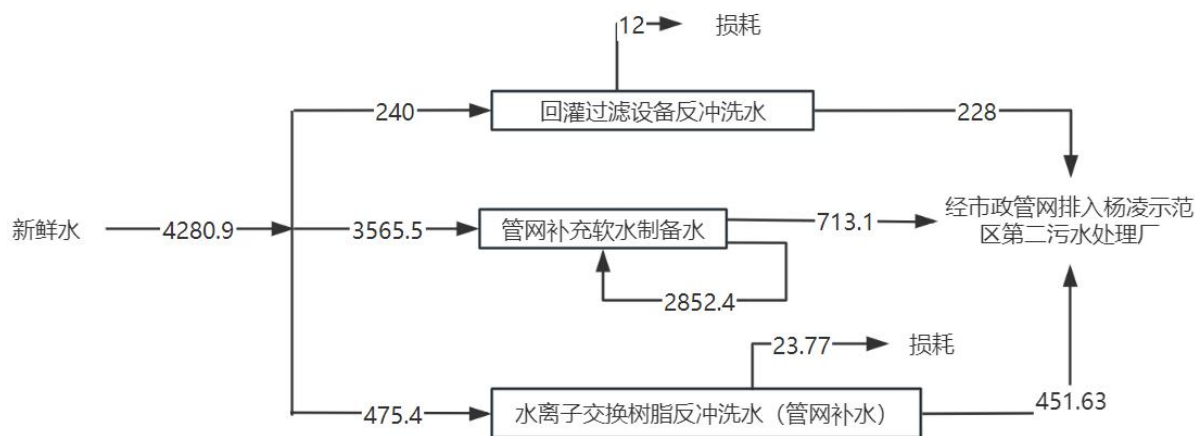 12 损耗
240
回灌过滤设备反冲洗水
228
新鲜水
4280.9
3565.5
管网补充软水制备水
713.1
经市政管网排入杨凌示范
区第二污水处理厂
2852.4
23.77 损耗
475.4
水离子交换树脂反冲洗水（管网补水）
451.63